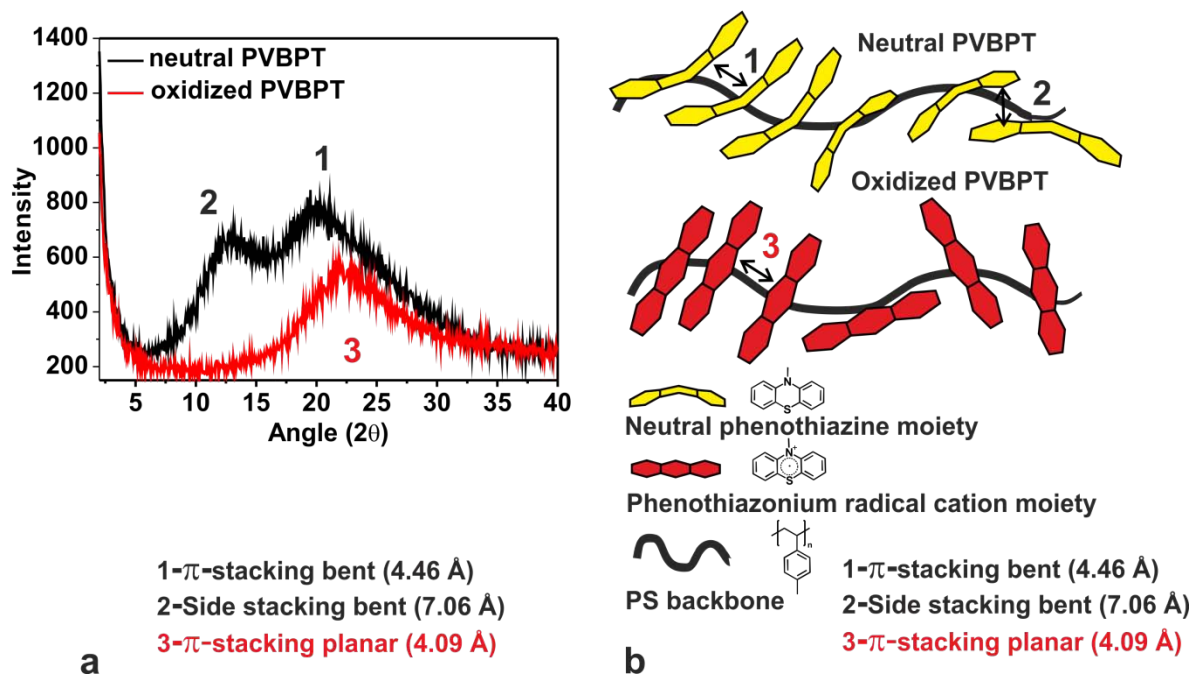 1400
1200
1000
800
600
400
200
Intensity
neutral PVBPT
oxidized PVBPT
2
1
3
5 10 15 20 25 30 35 40
Angle (2θ)
1-π-stacking bent (4.46 Å)
2-Side stacking bent (7.06 Å)
3-π-stacking planar (4.09 Å)
a
Neutral PVBPT
1
2
Oxidized PVBPT
3
N
S
Neutral phenothiazine moiety
N+
S
Phenothiazonium radical cation moiety
n
PS backbone
1-π-stacking bent (4.46 Å)
2-Side stacking bent (7.06 Å)
3-π-stacking planar (4.09 Å)
b